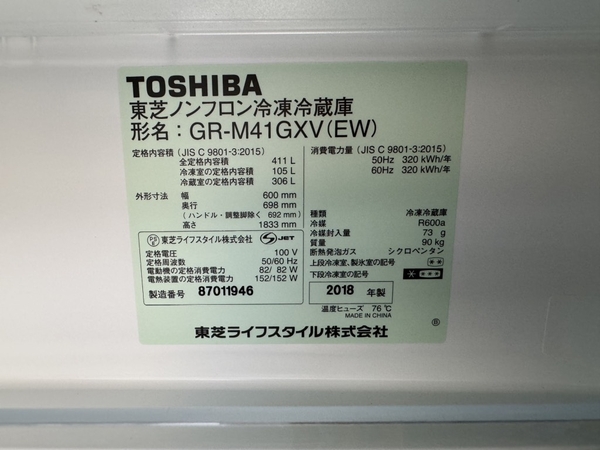 TOSHIBA
東芝ノンフロン冷凍冷蔵庫
形名：GR-M41GXV(EW)
定格内容積（JIS C 9801-3:2015）
全定格内容積 411 L
冷凍室の定格内容積 105 L
冷蔵室の定格内容積 306 L
外形寸法 幅 600 mm
奥行 698 mm
（ハンドル・調整脚除く 692 mm）
高さ 1833 mm
PSE 東芝ライフスタイル株式会社 S-JET
定格電圧 100 V
定格周波数 50/60 Hz
電動機の定格消費電力 82/ 82 W
電熱装置の定格消費電力 152/152 W
製造番号 87011946
消費電力量（JIS C 9801-3:2015）
50Hz 320 kWh/年
60Hz 320 kWh/年
種類 冷凍冷蔵庫
冷媒 R600a
冷媒封入量 73 g
質量 90 kg
断熱発泡ガス シクロペンタン
上段冷凍室、製氷室の記号 **
下段冷凍室の記号 ****
2018 年製
温度ヒューズ 76℃
MADE IN CHINA
東芝ライフスタイル株式会社
Ⓑ